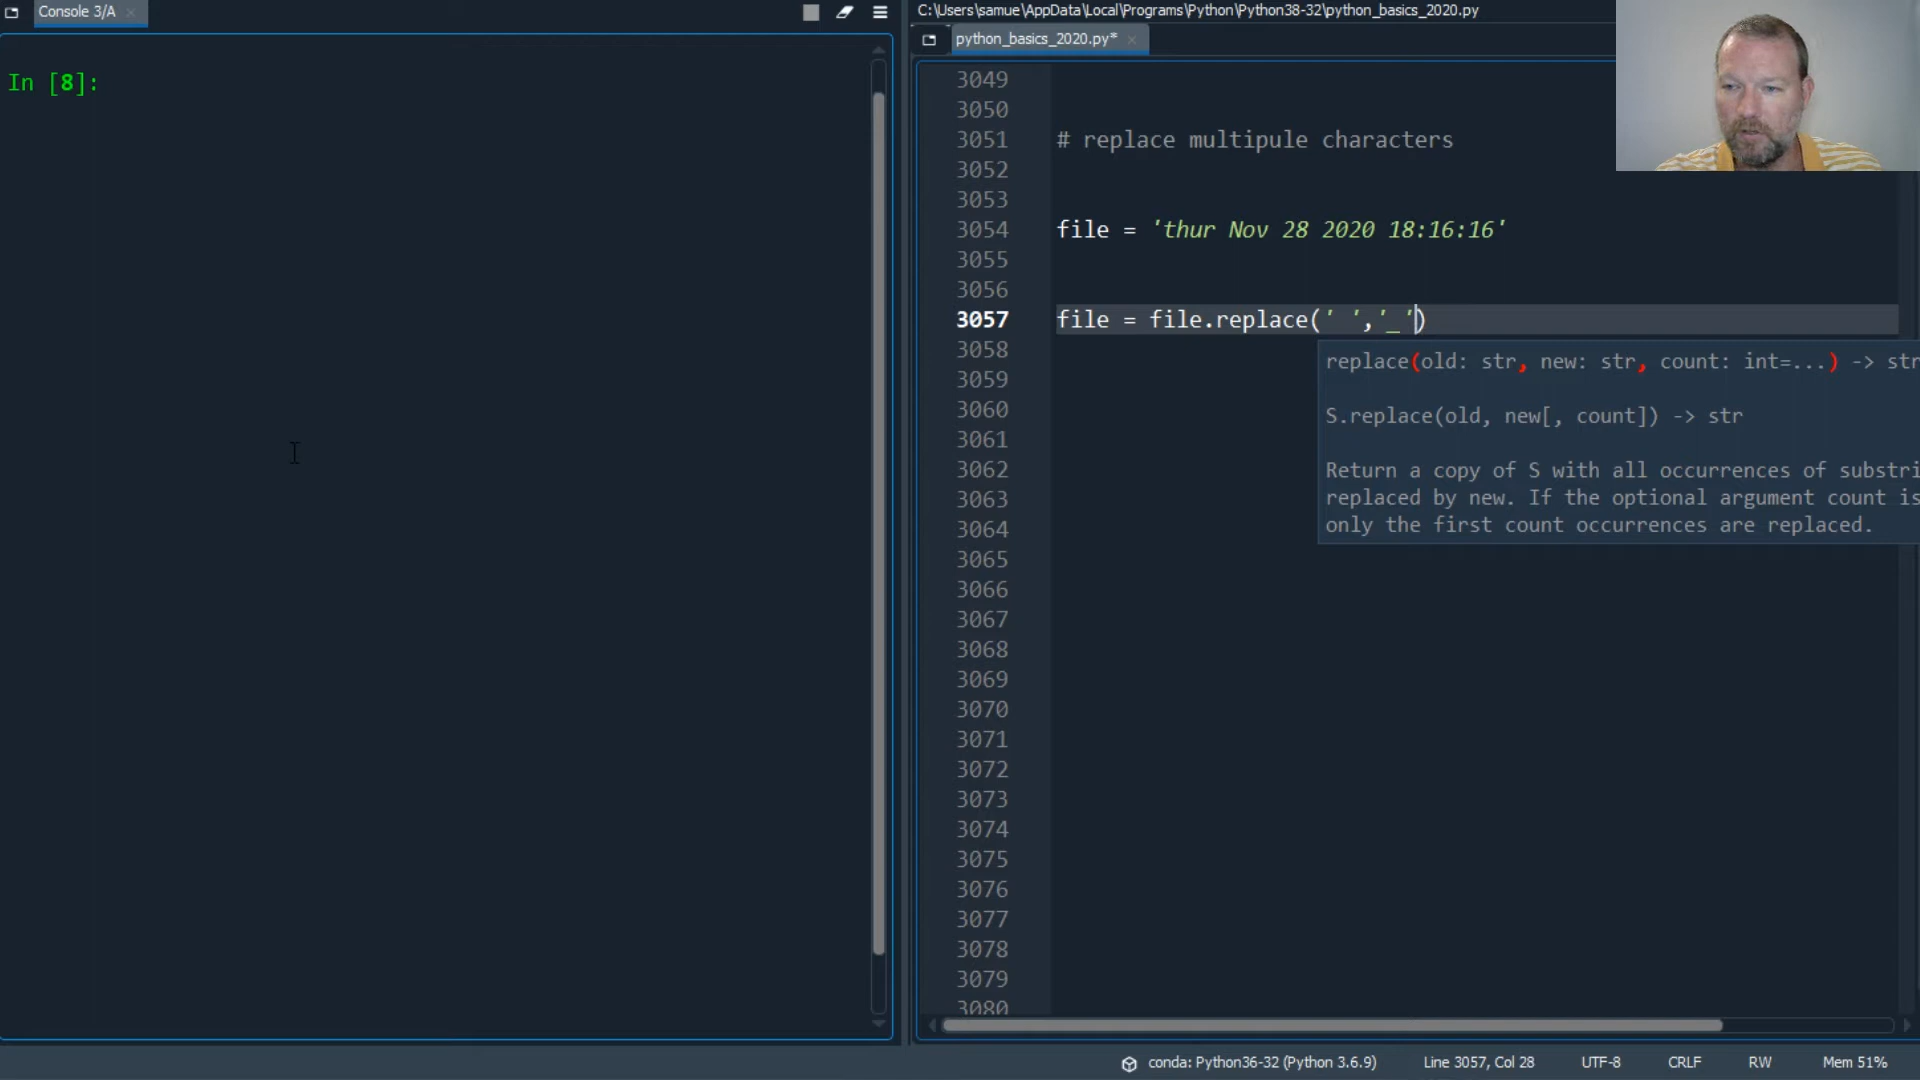 Console 3/A
In [8]:
C:\Users\samue\AppData\Local\Programs\Python\Python38-32\python_basics_2020.py
python_basics_2020.py*
3049
3050
3051 # replace multipule characters
3052
3053
3054 file = 'thur Nov 28 2020 18:16:16'
3055
3056
3057 file = file.replace(' ','_')
3058
replace(old: str, new: str, count: int=...) -> str
3059
3060
S.replace(old, new[, count]) -> str
3061
3062
Return a copy of S with all occurrences of substri
3063
replaced by new. If the optional argument count is
3064
only the first count occurrences are replaced.
3065
3066
3067
3068
3069
3070
3071
3072
3073
3074
3075
3076
3077
3078
3079
3080
conda: Python36-32 (Python 3.6.9) Line 3057, Col 28 UTF-8 CRLF RW Mem 51%